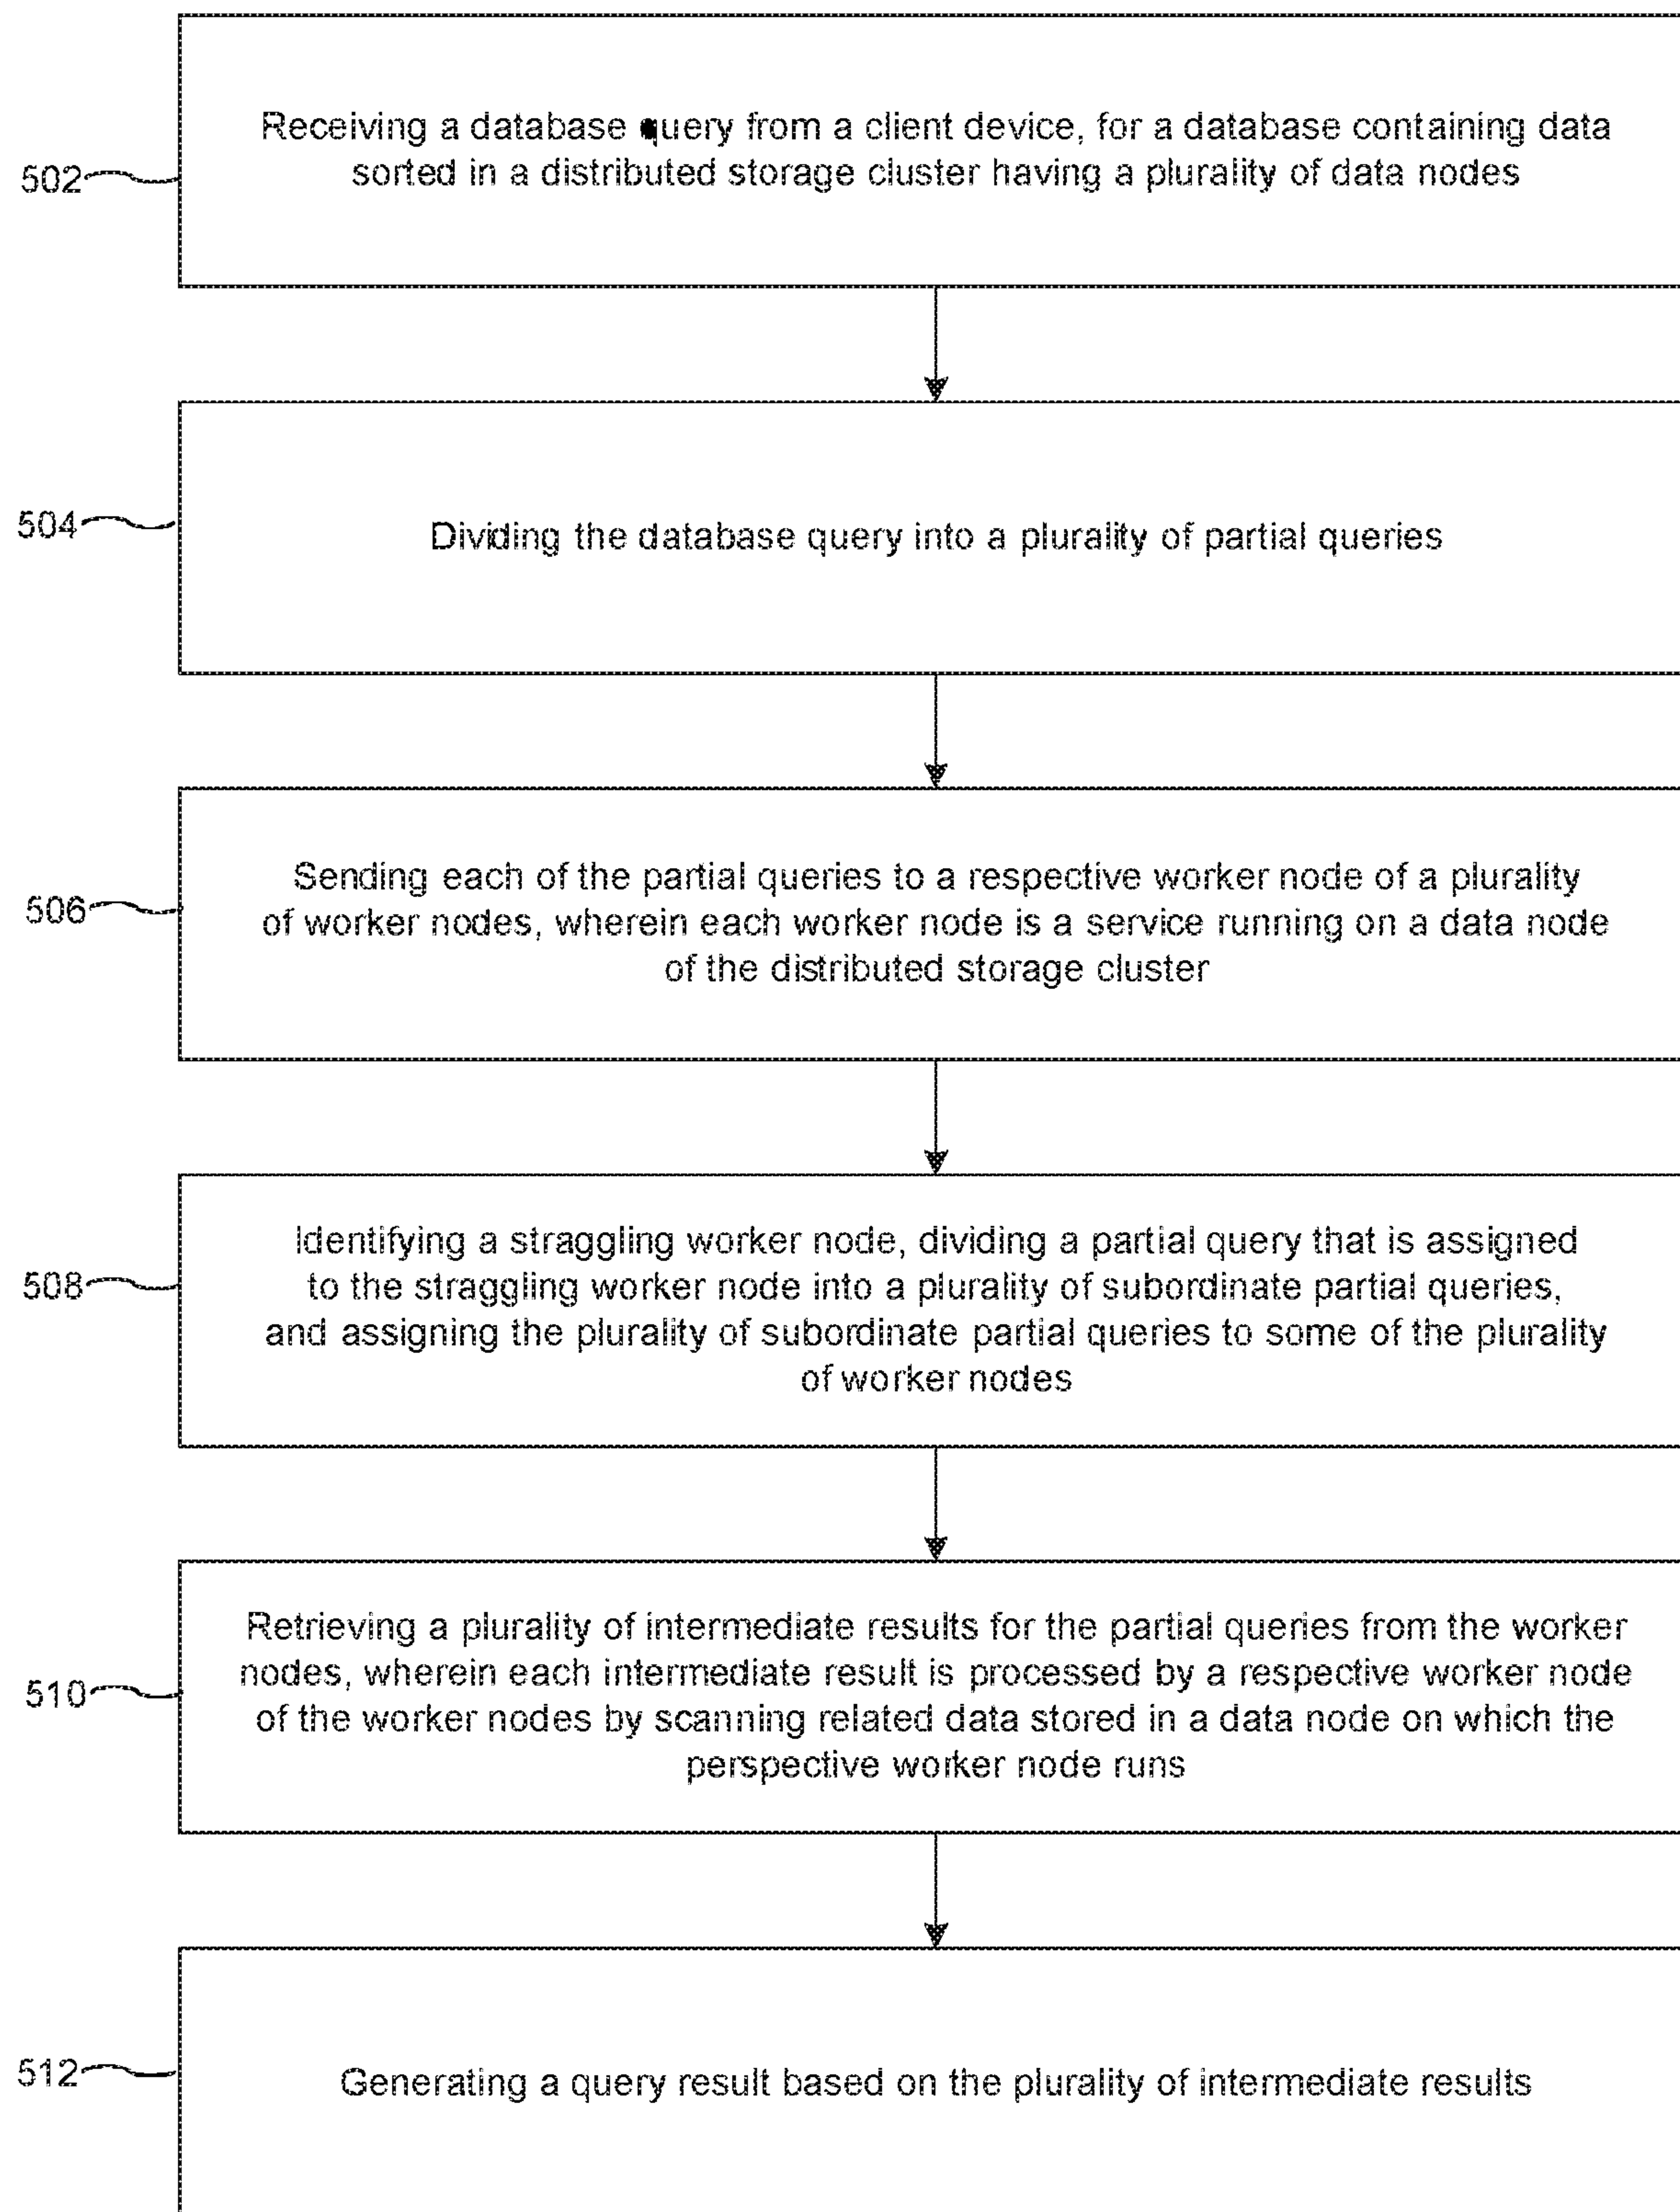 Receiving a database query from a client device, for a database containing data
sorted in a distributed storage cluster having a plurality of data nodes
502
504
Dividing the database query into a plurality of partial queries
Sending each of the partial queries to a respective worker node of a plurality
506
of worker nodes, wherein each worker node is a service running on a data node
of the distributed storage cluster
Identifying a straggling worker node, dividing a partial query that is assigned
508
to the straggling worker node into a plurality of subordinate partial queries,
and assigning the plurality of subordinate partial queries to some of the plurality
of worker nodes
Retrieving a plurality of intermediate results for the partial queries from the worker
nodes, wherein each intermediate result is processed by a respective worker node
510
of the worker nodes by scanning related data stored in a data node on which the
perspective worker node runs
512
Generating a query result based on the plurality of intermediate results